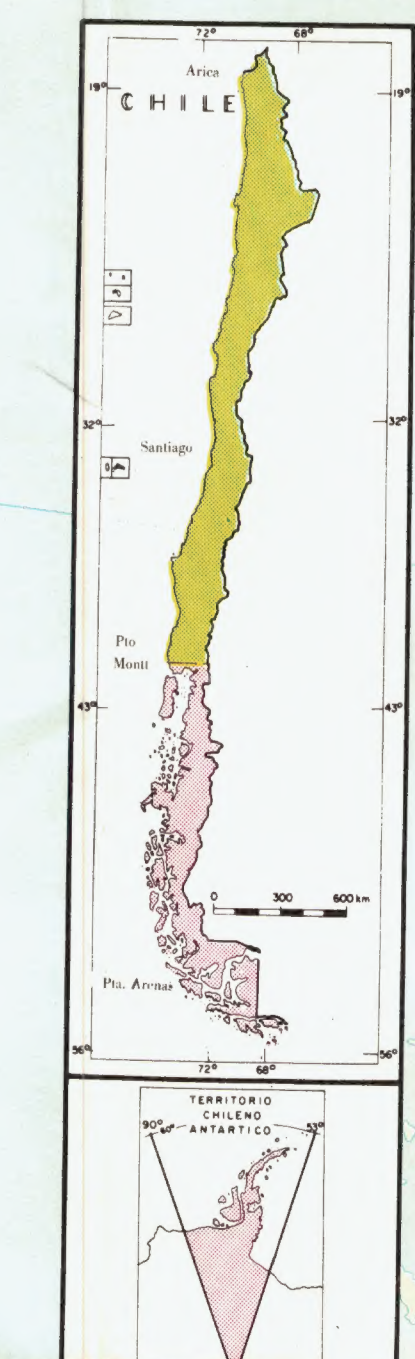 72° 68°
Arica
19° 19°
CHILE
32° 32°
Santiago
Pto
Montt
43° 43°
0 300 600 km
Pta. Arenas
56° 56°
72° 68°
TERRITORIO
CHILENO
ANTARTICO
90° 60° 53°